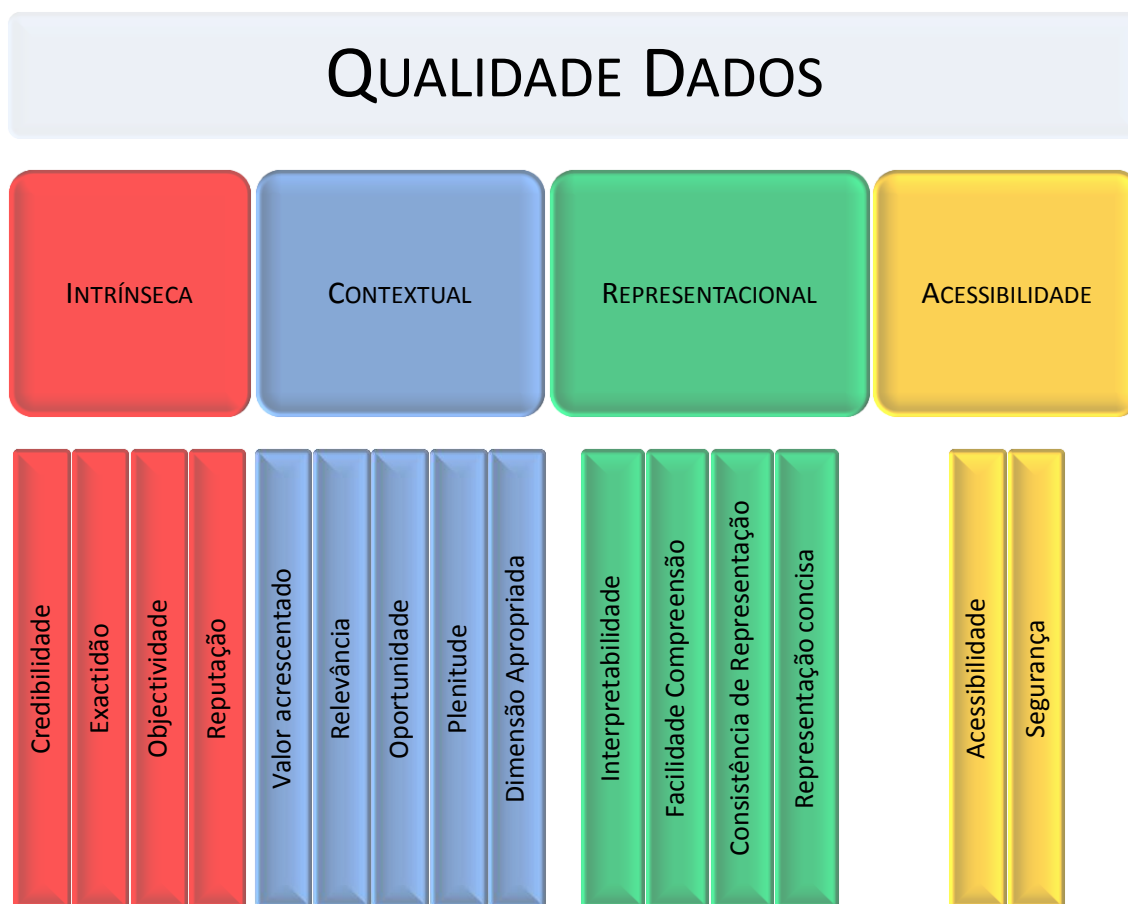 QUALIDADE DADOS
INTRÍNSECA
CONTEXTUAL
REPRESENTACIONAL
ACESSIBILIDADE
Credibilidade
Exactidão
Objectividade
Reputação
Valor acrescentado
Relevância
Oportunidade
Plenitude
Dimensão Apropriada
Interpretabilidade
Facilidade Compreensão
Consistência de Representação
Representação concisa
Acessibilidade
Segurança